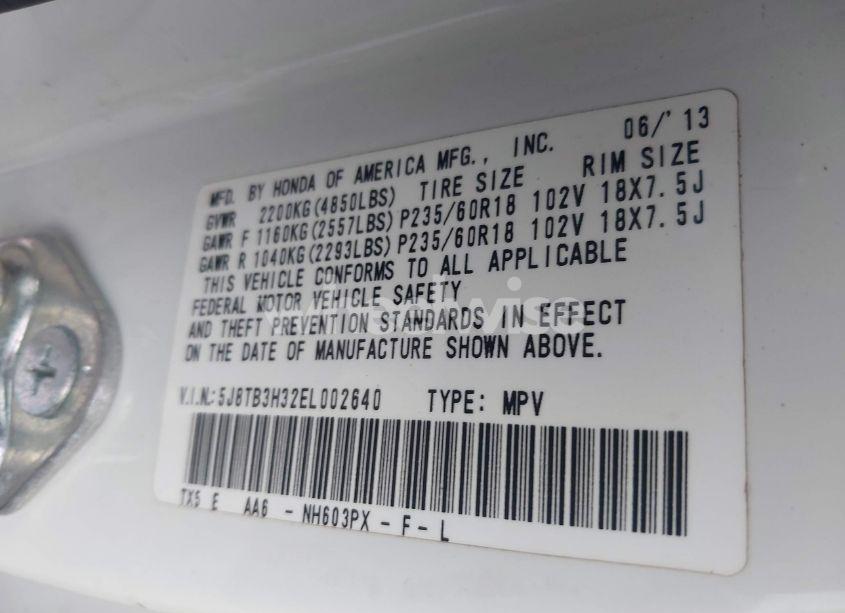 MFD. BY HONDA OF AMERICA MFG., INC. 06/'13
GVWR 2200KG(4850LBS) TIRE SIZE RIM SIZE
GAWR F 1160KG(2557LBS) P235/60R18 102V 18X7.5J
GAWR R 1040KG(2293LBS) P235/60R18 102V 18X7.5J
THIS VEHICLE CONFORMS TO ALL APPLICABLE
FEDERAL MOTOR VEHICLE SAFETY
AND THEFT PREVENTION STANDARDS IN EFFECT
ON THE DATE OF MANUFACTURE SHOWN ABOVE.
V.I.N.:5J8TB3H32EL002640 TYPE: MPV
TX5 E AA6 - NH603PX - F - L